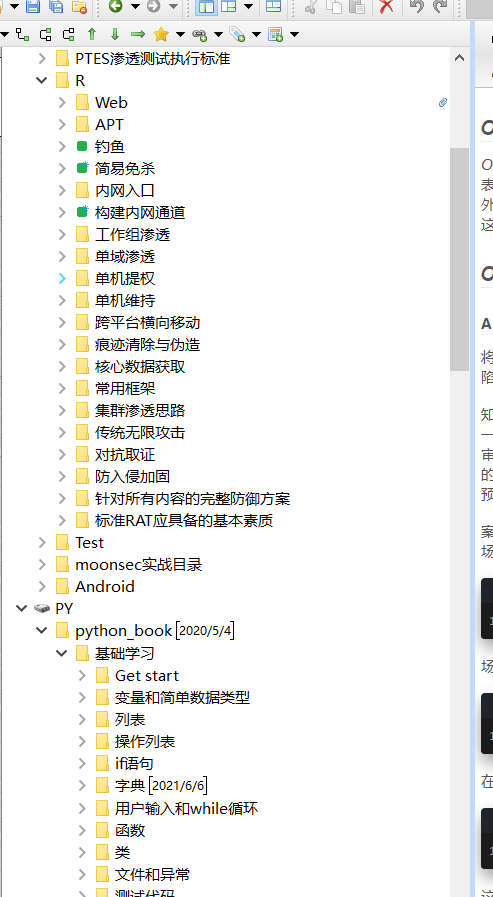 PTES渗透测试执行标准
R
Web
APT
钓鱼
简易免杀
内网入口
构建内网通道
工作组渗透
单域渗透
单机提权
单机维持
跨平台横向移动
痕迹清除与伪造
核心数据获取
常用框架
集群渗透思路
传统无限攻击
对抗取证
防入侵加固
针对所有内容的完整防御方案
标准RAT应具备的基本素质
Test
moonsec实战目录
Android
PY
python_book [2020/5/4]
基础学习
Get start
变量和简单数据类型
列表
操作列表
if语句
字典 [2021/6/6]
用户输入和while循环
函数
类
文件和异常
测试代码
O
O
表
外
这
O
A
将
陷
知
一
审
的
预
案
场
1
场
1
在
1